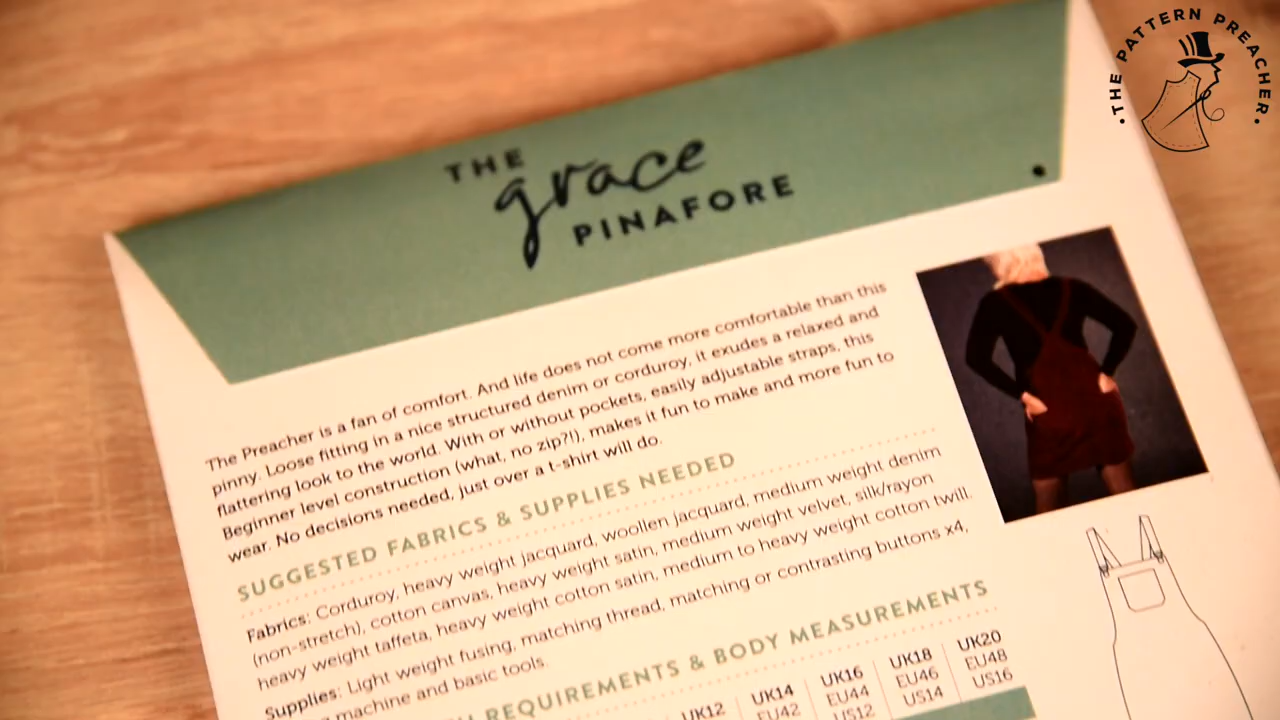 THE PATTERN PREACHER
THE
grace
PINAFORE
The Preacher is a fan of comfort. And life does not come more comfortable than this
pinny. Loose fitting in a nice structured denim or corduroy, it exudes a relaxed and
flattering look to the world. With or without pockets, easily adjustable straps, this
Beginner level construction (what, no zip?!), makes it fun to make and more fun to
wear. No decisions needed, just over a t-shirt will do.
SUGGESTED FABRICS & SUPPLIES NEEDED
Fabrics: Corduroy, heavy weight jacquard, woollen jacquard, medium weight denim
(non-stretch), cotton canvas, heavy weight satin, medium weight velvet, silk/rayon
heavy weight taffeta, heavy weight cotton satin, medium to heavy weight cotton twill.
Supplies: Light weight fusing, matching thread, matching or contrasting buttons x4,
machine and basic tools.
REQUIREMENTS & BODY MEASUREMENTS
UK12 UK14 UK16 UK18 UK20
EU42 EU44 EU46 EU48
US12 US14 US16